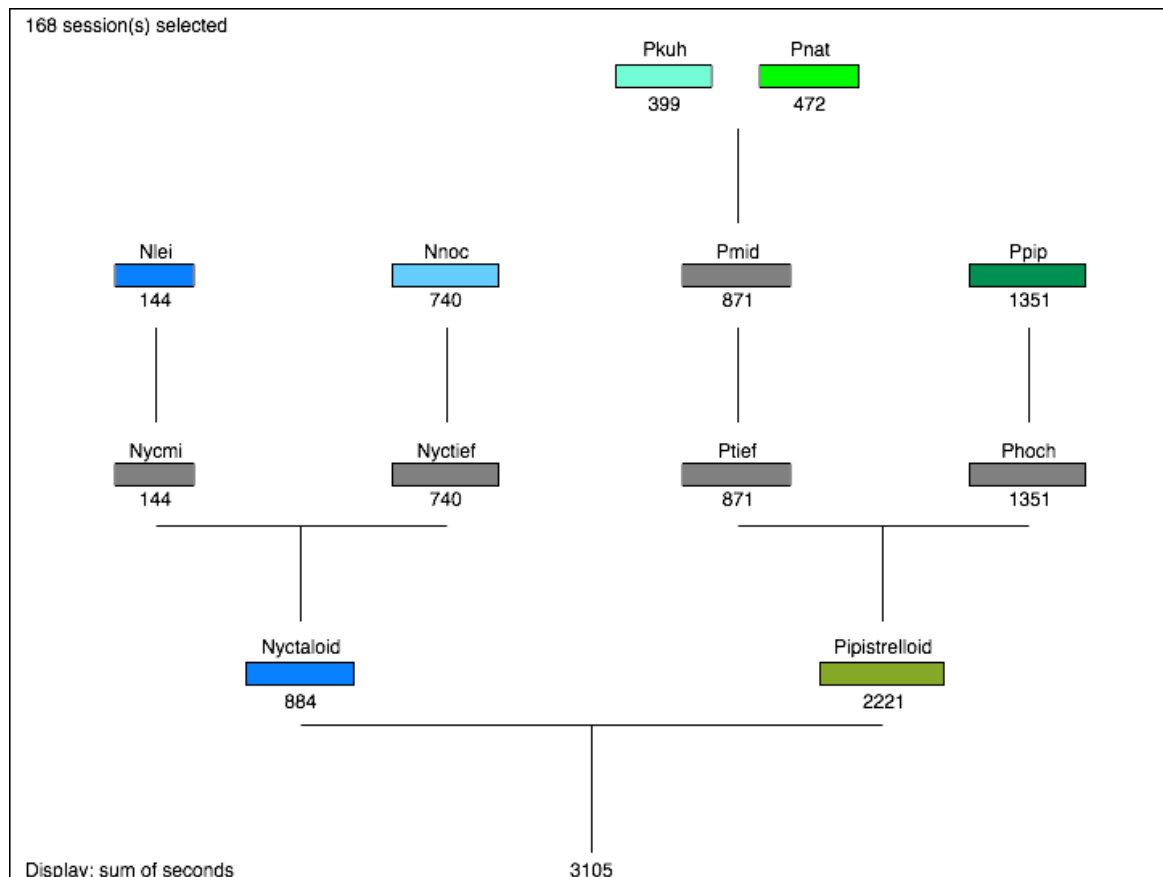 168 session(s) selected
Pkuh Pnat
399 472
Nlei Nnoc Pmid Ppip
144 740 871 1351
Nycmi Nyctief Ptief Phoch
144 740 871 1351
Nyctaloid Pipistrelloid
884 2221
Display: sum of seconds 3105